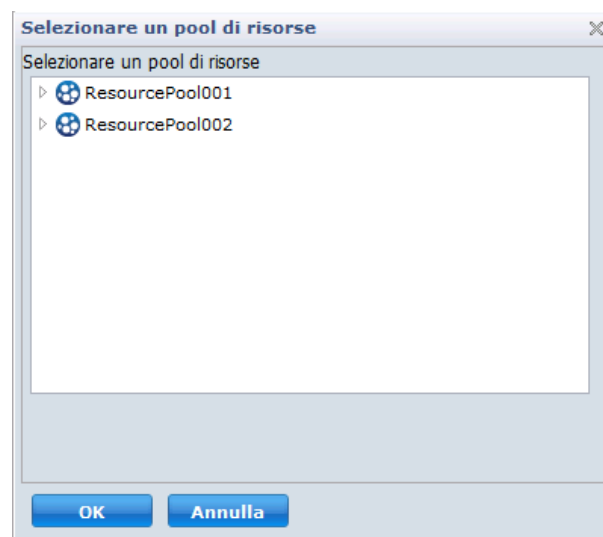 Selezionare un pool di risorse
Selezionare un pool di risorse
ResourcePool001
ResourcePool002
OK
Annulla